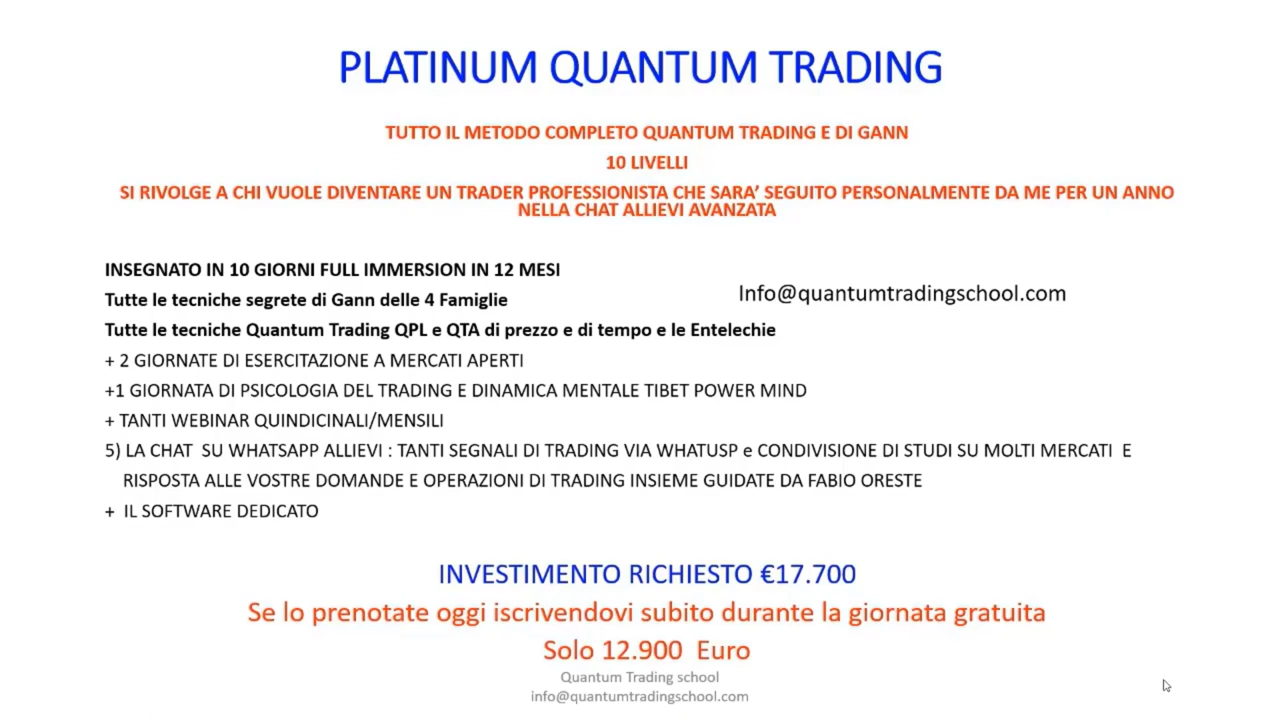 PLATINUM QUANTUM TRADING
TUTTO IL METODO COMPLETO QUANTUM TRADING E DI GANN
10 LIVELLI
SI RIVOLGE A CHI VUOLE DIVENTARE UN TRADER PROFESSIONISTA CHE SARA’ SEGUITO PERSONALMENTE DA ME PER UN ANNO
NELLA CHAT ALLIEVI AVANZATA
INSEGNATO IN 10 GIORNI FULL IMMERSION IN 12 MESI
Info@quantumtradingschool.com
Tutte le tecniche segrete di Gann delle 4 Famiglie
Tutte le tecniche Quantum Trading QPL e QTA di prezzo e di tempo e le Entelechie
+ 2 GIORNATE DI ESERCITAZIONE A MERCATI APERTI
+1 GIORNATA DI PSICOLOGIA DEL TRADING E DINAMICA MENTALE TIBET POWER MIND
+ TANTI WEBINAR QUINDICINALI/MENSILI
5) LA CHAT SU WHATSAPP ALLIEVI : TANTI SEGNALI DI TRADING VIA WHATUSP e CONDIVISIONE DI STUDI SU MOLTI MERCATI E
RISPOSTA ALLE VOSTRE DOMANDE E OPERAZIONI DI TRADING INSIEME GUIDATE DA FABIO ORESTE
+ IL SOFTWARE DEDICATO
INVESTIMENTO RICHIESTO €17.700
Se lo prenotate oggi iscrivendovi subito durante la giornata gratuita
Solo 12.900 Euro
Quantum Trading school
info@quantumtradingschool.com